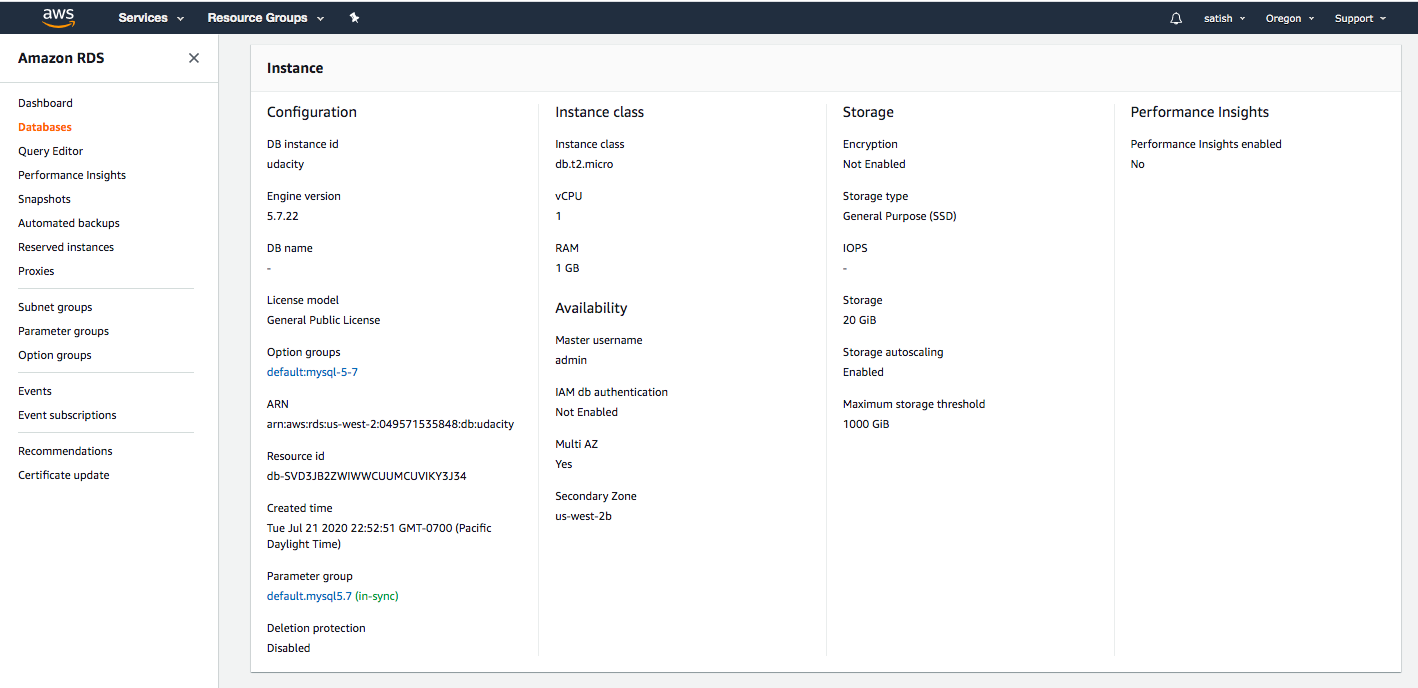 aws
Services
Resource Groups
satish
Oregon
Support
Amazon RDS
Dashboard
Databases
Query Editor
Performance Insights
Snapshots
Automated backups
Reserved instances
Proxies
Subnet groups
Parameter groups
Option groups
Events
Event subscriptions
Recommendations
Certificate update
Instance
Configuration
DB instance id
udacity
Engine version
5.7.22
DB name
-
License model
General Public License
Option groups
default:mysql-5-7
ARN
arn:aws:rds:us-west-2:049571535848:db:udacity
Resource id
db-SVD3JB2ZWIWWCUUMCUVIKY3J34
Created time
Tue Jul 21 2020 22:52:51 GMT-0700 (Pacific
Daylight Time)
Parameter group
default.mysql5.7 (in-sync)
Deletion protection
Disabled
Instance class
Instance class
db.t2.micro
vCPU
1
RAM
1 GB
Availability
Master username
admin
IAM db authentication
Not Enabled
Multi AZ
Yes
Secondary Zone
us-west-2b
Storage
Encryption
Not Enabled
Storage type
General Purpose (SSD)
IOPS
-
Storage
20 GiB
Storage autoscaling
Enabled
Maximum storage threshold
1000 GiB
Performance Insights
Performance Insights enabled
No